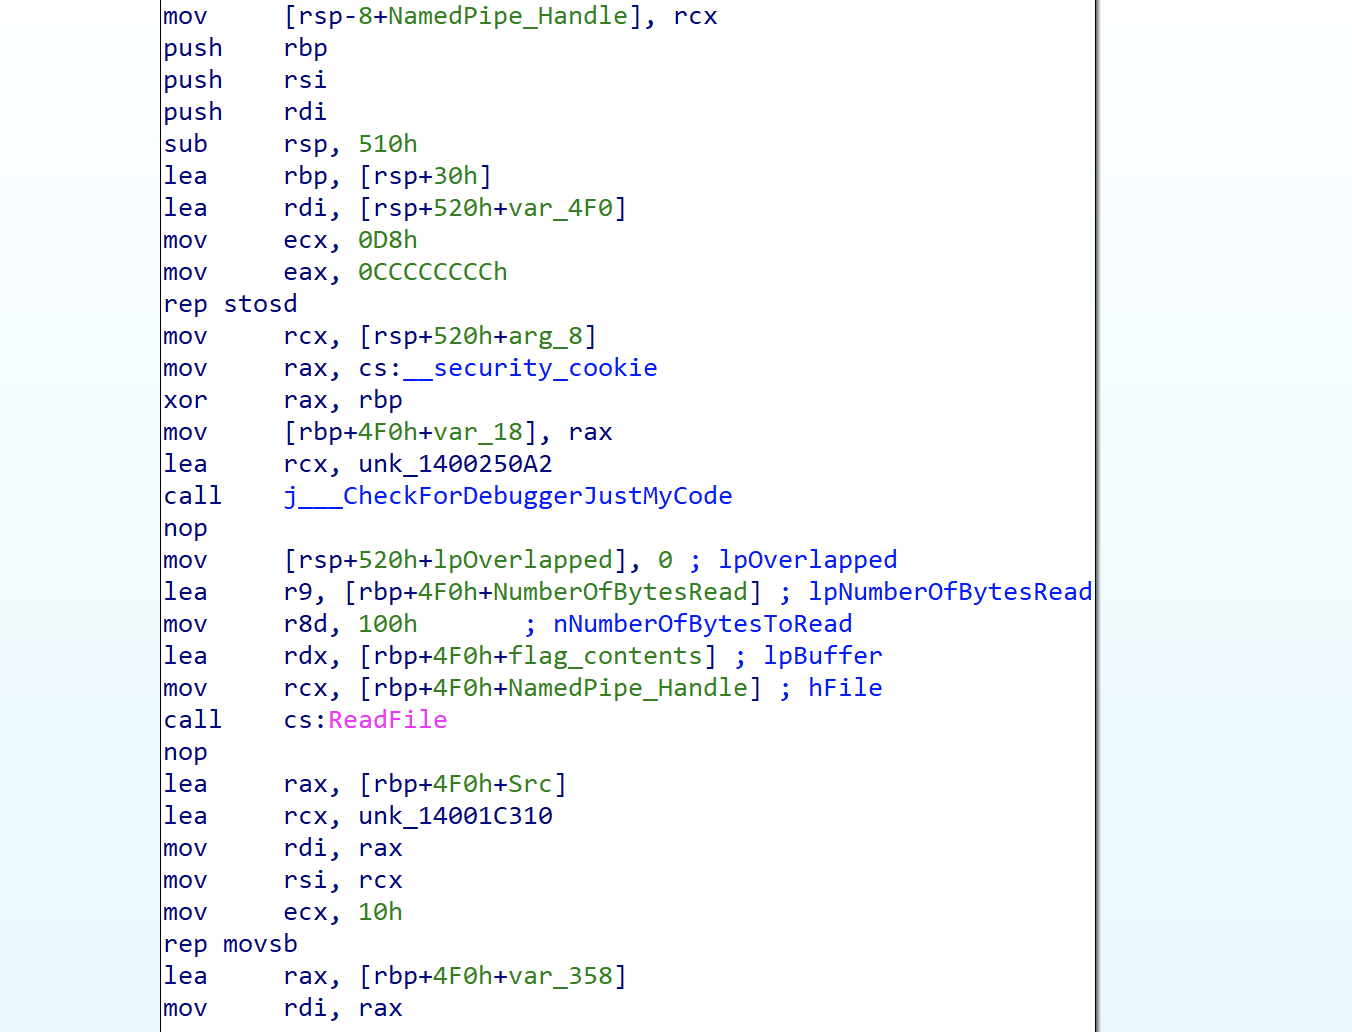 mov     [rsp-8+NamedPipe_Handle], rcx
push    rbp
push    rsi
push    rdi
sub     rsp, 510h
lea     rbp, [rsp+30h]
lea     rdi, [rsp+520h+var_4F0]
mov     ecx, 0D8h
mov     eax, 0CCCCCCCCh
rep stosd
mov     rcx, [rsp+520h+arg_8]
mov     rax, cs:__security_cookie
xor     rax, rbp
mov     [rbp+4F0h+var_18], rax
lea     rcx, unk_1400250A2
call    j___CheckForDebuggerJustMyCode
nop
mov     [rsp+520h+lpOverlapped], 0 ; lpOverlapped
lea     r9, [rbp+4F0h+NumberOfBytesRead] ; lpNumberOfBytesRead
mov     r8d, 100h       ; nNumberOfBytesToRead
lea     rdx, [rbp+4F0h+flag_contents] ; lpBuffer
mov     rcx, [rbp+4F0h+NamedPipe_Handle] ; hFile
call    cs:ReadFile
nop
lea     rax, [rbp+4F0h+Src]
lea     rcx, unk_14001C310
mov     rdi, rax
mov     rsi, rcx
mov     ecx, 10h
rep movsb
lea     rax, [rbp+4F0h+var_358]
mov     rdi, rax